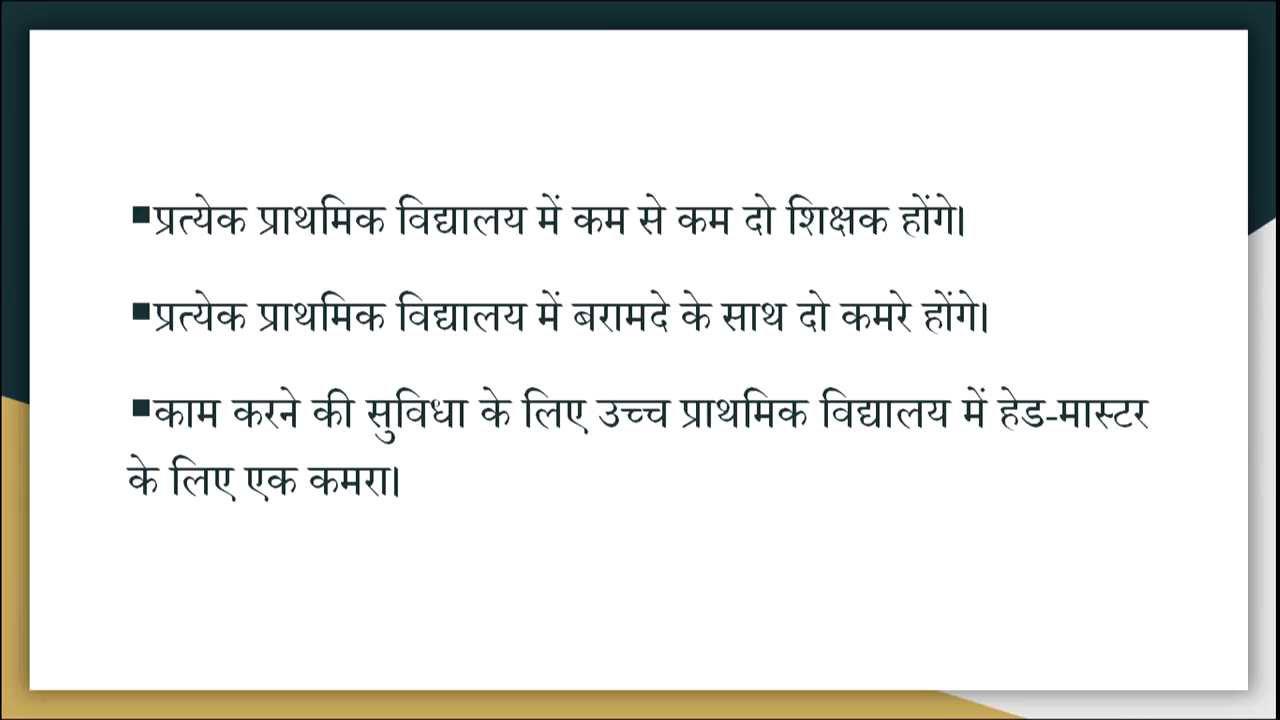 ▪प्रत्येक प्राथमिक विद्यालय में कम से कम दो शिक्षक होंगे।
▪प्रत्येक प्राथमिक विद्यालय में बरामदे के साथ दो कमरे होंगे।
▪काम करने की सुविधा के लिए उच्च प्राथमिक विद्यालय में हेड-मास्टर
के लिए एक कमरा।